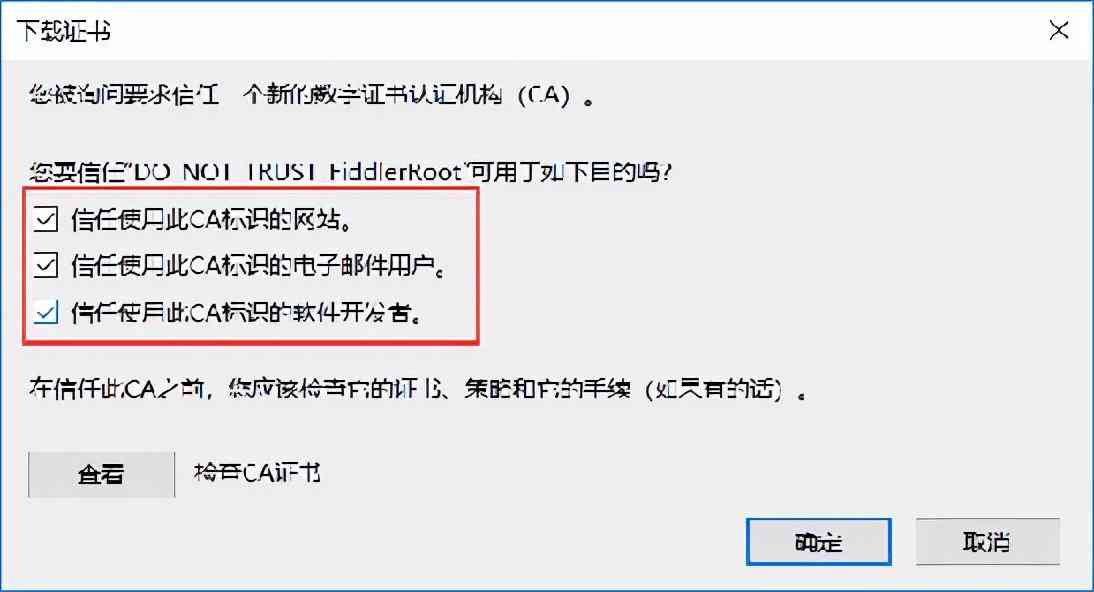 下载证书
您被询问要求信任一个新的数字证书认证机构（CA）。
您要信任“DO_NOT_TRUST_FiddlerRoot”可用于如下目的吗?
信任使用此CA标识的网站。
信任使用此CA标识的电子邮件用户。
信任使用此CA标识的软件开发者。
在信任此CA之前，您应该检查它的证书、策略和它的手续（如果有的话）。
查看 检查CA证书
确定 取消